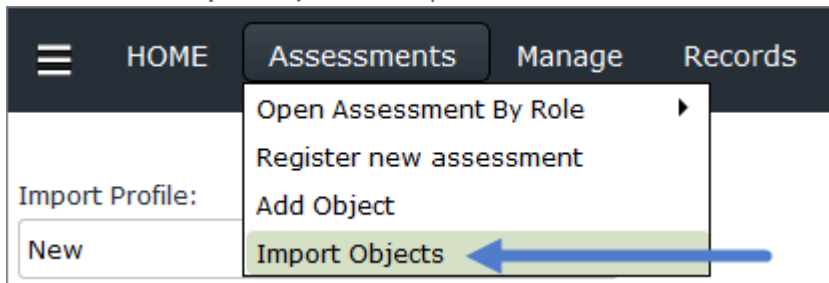 HOME Assessments Manage Records
Open Assessment By Role
Register new assessment
Import Profile:
Add Object
New
Import Objects